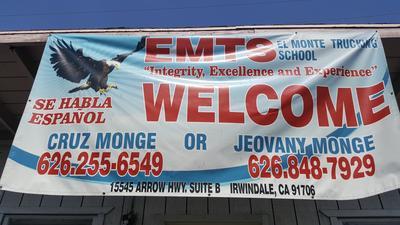 EMTS EL MONTE TRUCKING SCHOOL
"Integrity, Excellence and Experience"
SE HABLA
ESPAÑOL
WELCOME
CRUZ MONGE OR JEOVANY MONGE
626.255-6549 626.848-7929
15545 ARROW HWY. SUITE B IRWINDALE, CA 91706